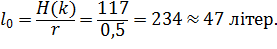 l₀ = H(k)/r = 117/0,5 = 234 ≈ 47 літер.